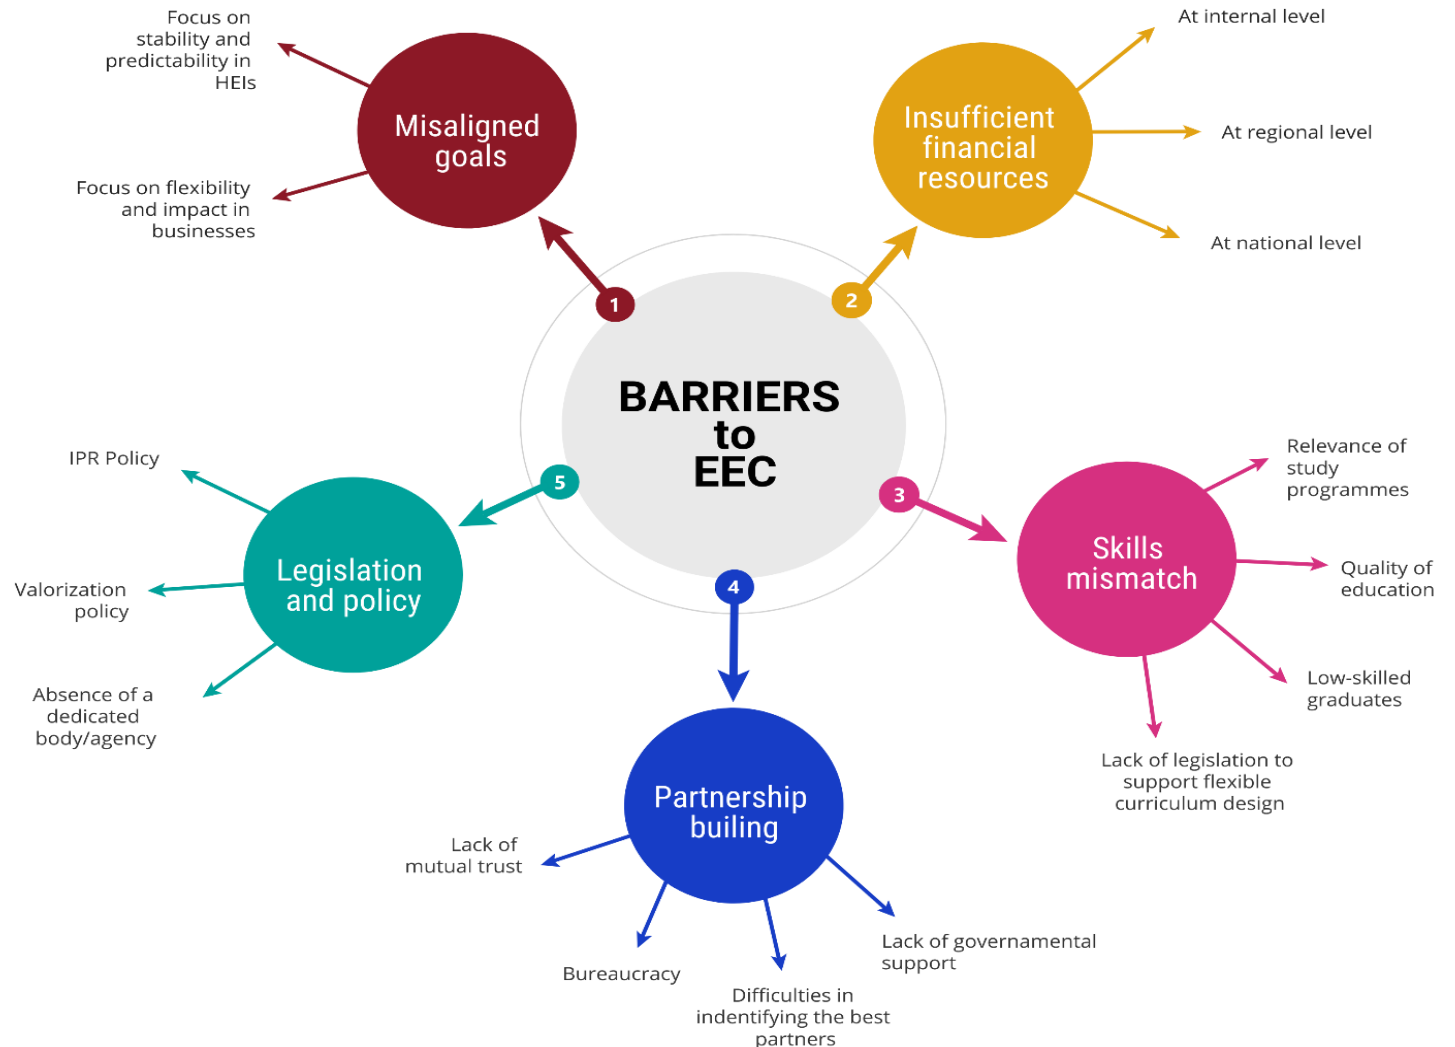 BARRIERS
to
EEC
1
Misaligned
goals
Focus on
stability and
predictability in
HEIs
Focus on flexibility
and impact in
businesses
2
Insufficient
financial
resources
At internal level
At regional level
At national level
3
Skills
mismatch
Relevance of
study
programmes
Quality of
education
Low-skilled
graduates
Lack of legislation to
support flexible
curriculum design
4
Partnership
builing
Lack of governamental
support
Difficulties in
indentifying the best
partners
Bureaucracy
Lack of
mutual trust
5
Legislation
and policy
IPR Policy
Valorization
policy
Absence of a
dedicated
body/agency